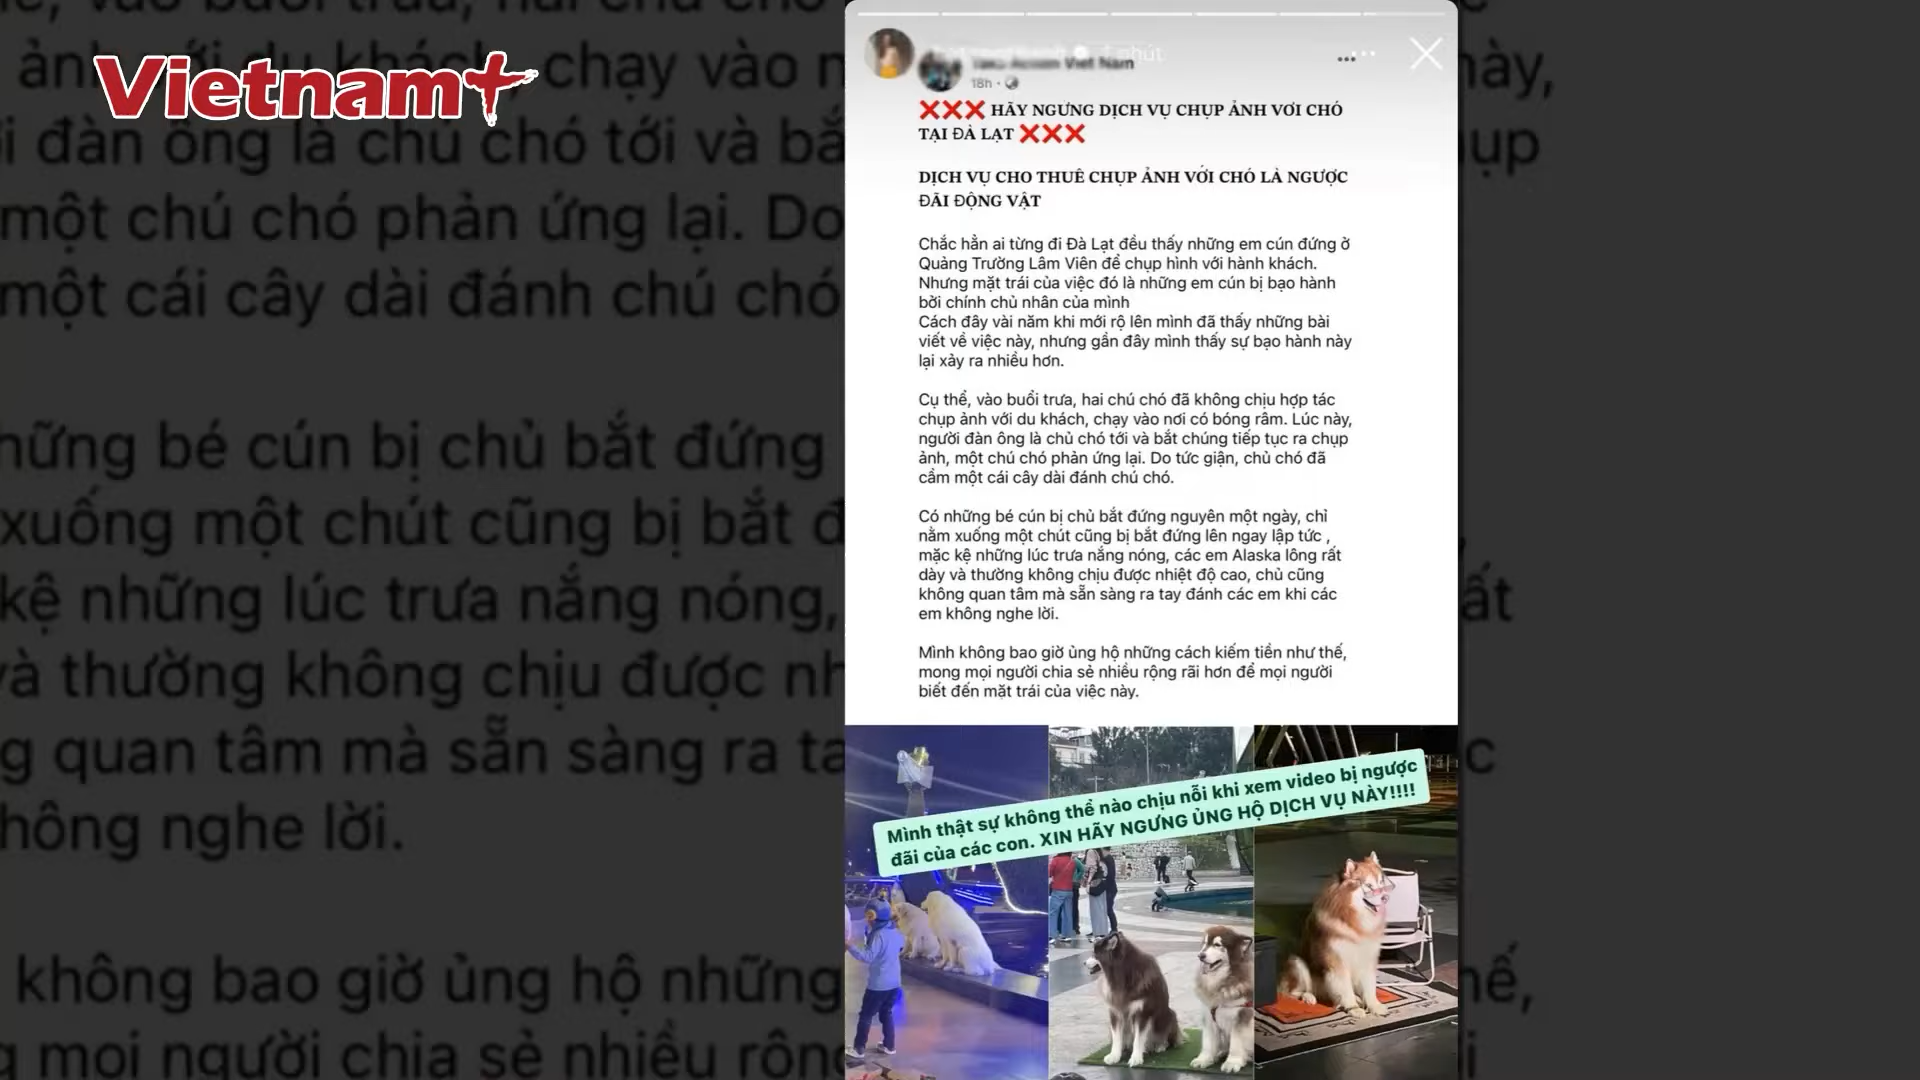 Vietnam+
4 phút
Việt Nam
18h
❌❌❌ HÃY NGƯNG DỊCH VỤ CHỤP ẢNH VƠI CHÓ
TẠI ĐÀ LẠT ❌❌❌
DỊCH VỤ CHO THUÊ CHỤP ẢNH VỚI CHÓ LÀ NGƯỢC
ĐÃI ĐỘNG VẬT
Chắc hẳn ai từng đi Đà Lạt đều thấy những em cún đứng ở
Quảng Trường Lâm Viên để chụp hình với hành khách.
Nhưng mặt trái của việc đó là những em cún bị bạo hành
bởi chính chủ nhân của mình
Cách đây vài năm khi mới rộ lên mình đã thấy những bài
viết về việc này, nhưng gần đây mình thấy sự bạo hành này
lại xảy ra nhiều hơn.
Cụ thể, vào buổi trưa, hai chú chó đã không chịu hợp tác
chụp ảnh với du khách, chạy vào nơi có bóng râm. Lúc này,
người đàn ông là chủ chó tới và bắt chúng tiếp tục ra chụp
ảnh, một chú chó phản ứng lại. Do tức giận, chủ chó đã
cầm một cái cây dài đánh chú chó.
Có những bé cún bị chủ bắt đứng nguyên một ngày, chỉ
nằm xuống một chút cũng bị bắt đứng lên ngay lập tức ,
mặc kệ những lúc trưa nắng nóng, các em Alaska lông rất
dày và thường không chịu được nhiệt độ cao, chủ cũng
không quan tâm mà sẵn sàng ra tay đánh các em khi các
em không nghe lời.
Mình không bao giờ ủng hộ những cách kiếm tiền như thế,
mong mọi người chia sẻ nhiều rộng rãi hơn để mọi người
biết đến mặt trái của việc này.
Mình thật sự không thể nào chịu nỗi khi xem video bị ngược
đãi của các con. XIN HÃY NGƯNG ỦNG HỘ DỊCH VỤ NÀY!!!!